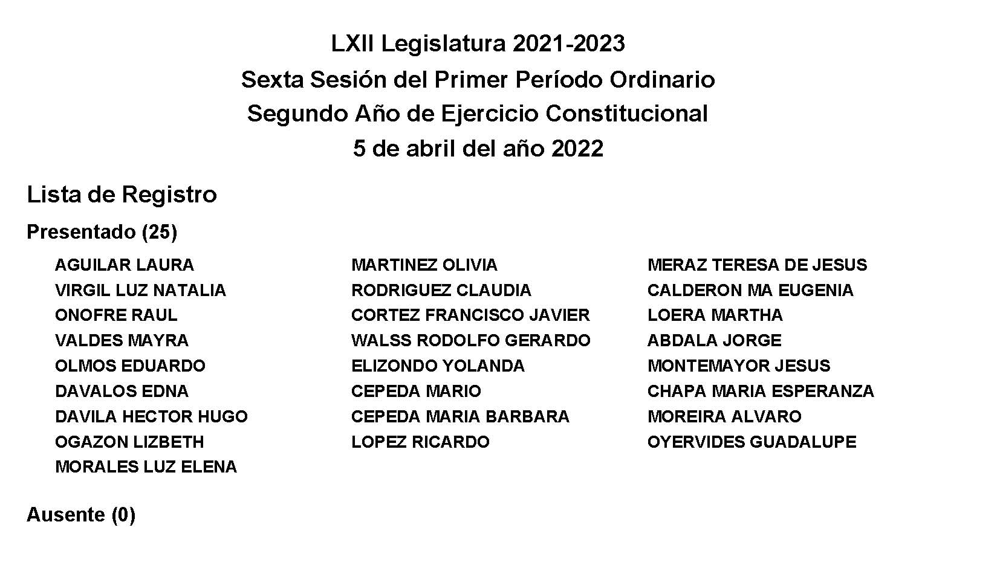 LXII Legislatura 2021-2023
Sexta Sesión del Primer Período Ordinario
Segundo Año de Ejercicio Constitucional
5 de abril del año 2022
Lista de Registro
Presentado (25)
AGUILAR LAURA MARTINEZ OLIVIA MERAZ TERESA DE JESUS
VIRGIL LUZ NATALIA RODRIGUEZ CLAUDIA CALDERON MA EUGENIA
ONOFRE RAUL CORTEZ FRANCISCO JAVIER LOERA MARTHA
VALDES MAYRA WALSS RODOLFO GERARDO ABDALA JORGE
OLMOS EDUARDO ELIZONDO YOLANDA MONTEMAYOR JESUS
DAVALOS EDNA CEPEDA MARIO CHAPA MARIA ESPERANZA
DAVILA HECTOR HUGO CEPEDA MARIA BARBARA MOREIRA ALVARO
OGAZON LIZBETH LOPEZ RICARDO OYERVIDES GUADALUPE
MORALES LUZ ELENA
Ausente (0)